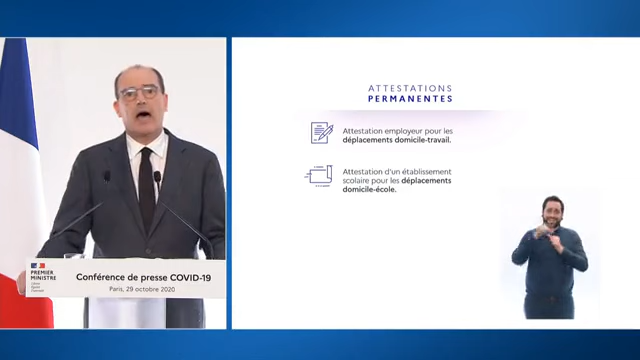 ATTESTATIONS
PERMANENTES
Attestation employeur pour les
déplacements domicile-travail.
Attestation d'un établissement
scolaire pour les déplacements
domicile-école.
PREMIER
MINISTRE
Conférence de presse COVID-19
Paris, 29 octobre 2020